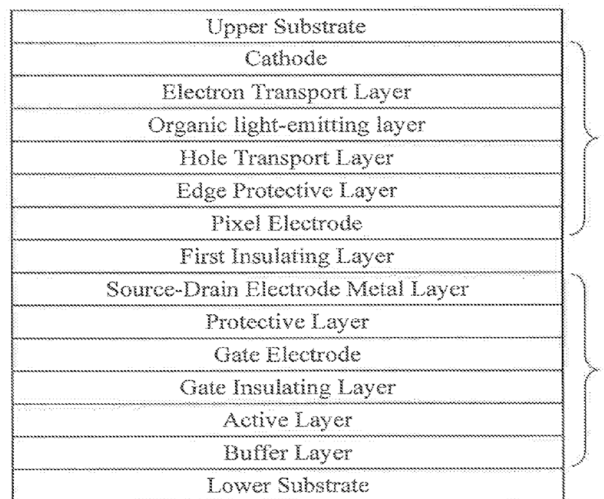 Upper Substrate
Cathode
Electron Transport Layer
Organic light-emitting layer
Hole Transport Layer
Edge Protective Layer
Pixel Electrode
First Insulating Layer
Source-Drain Electrode Metal Layer
Protective Layer
Gate Electrode
Gate Insulating Layer
Active Layer
Buffer Layer
Lower Substrate